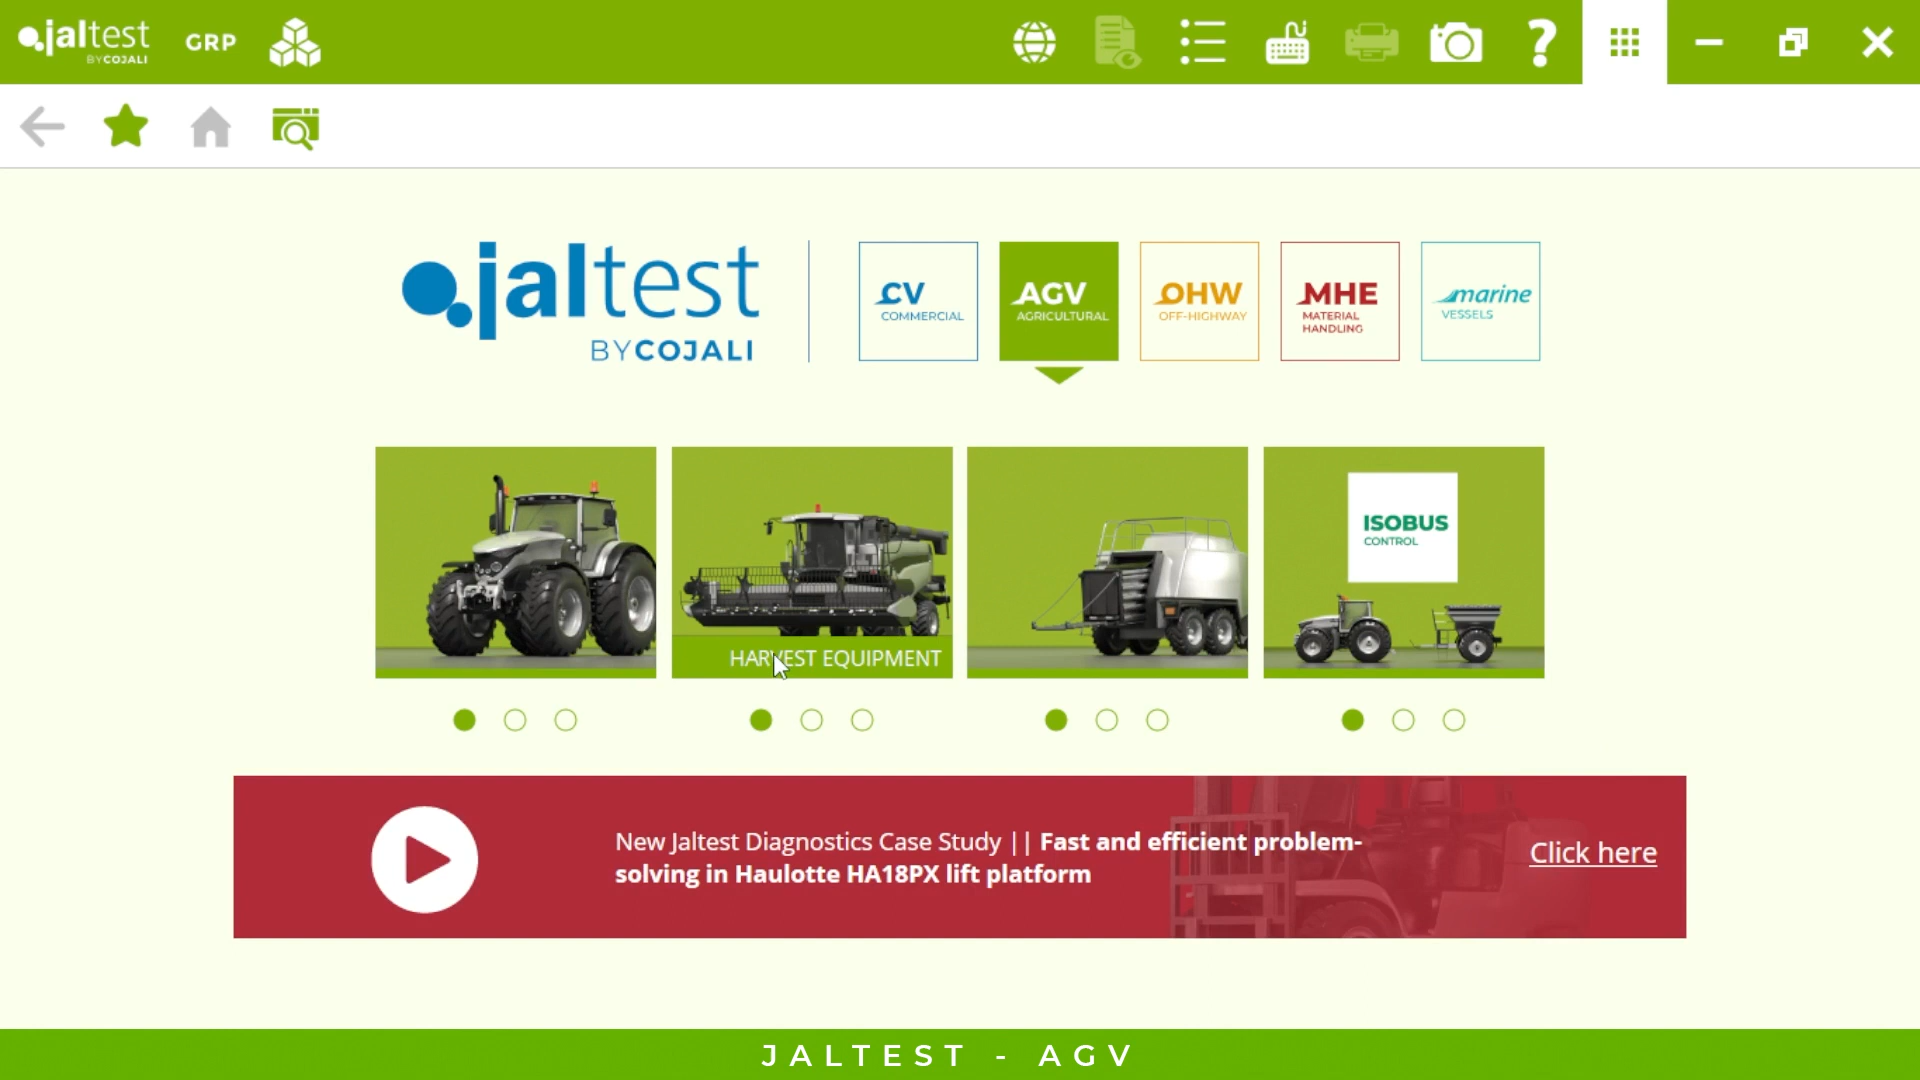 jaltest
BY COJALI
GRP
?
jaltest
BY COJALI
CV
COMMERCIAL
AGV
AGRICULTURAL
OHW
OFF-HIGHWAY
MHE
MATERIAL
HANDLING
marine
VESSELS
ISOBUS
CONTROL
HARVEST EQUIPMENT
New Jaltest Diagnostics Case Study || Fast and efficient problem-
solving in Haulotte HA18PX lift platform
Click here
JALTEST - AGV